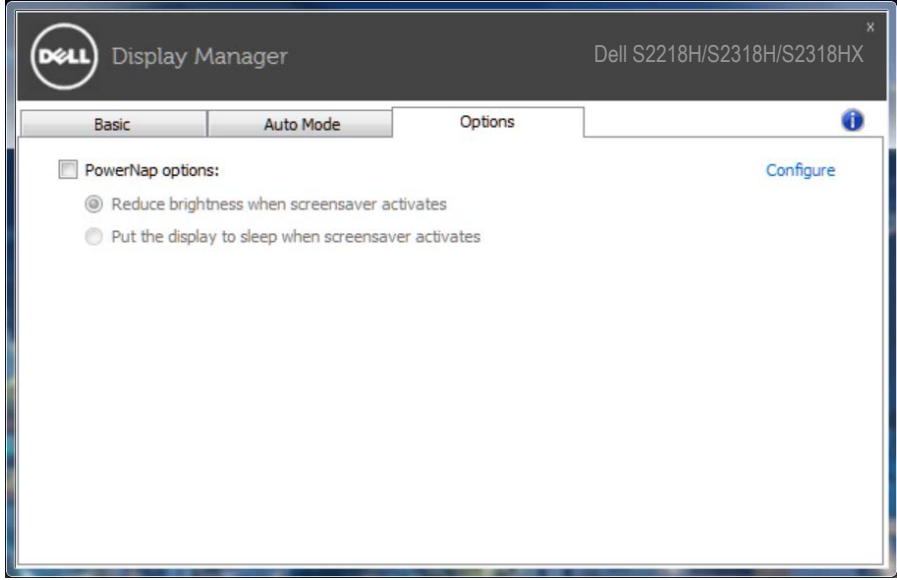 x
DELL Display Manager Dell S2218H/S2318H/S2318HX
Basic Auto Mode Options i
PowerNap options: Configure
Reduce brightness when screensaver activates
Put the display to sleep when screensaver activates